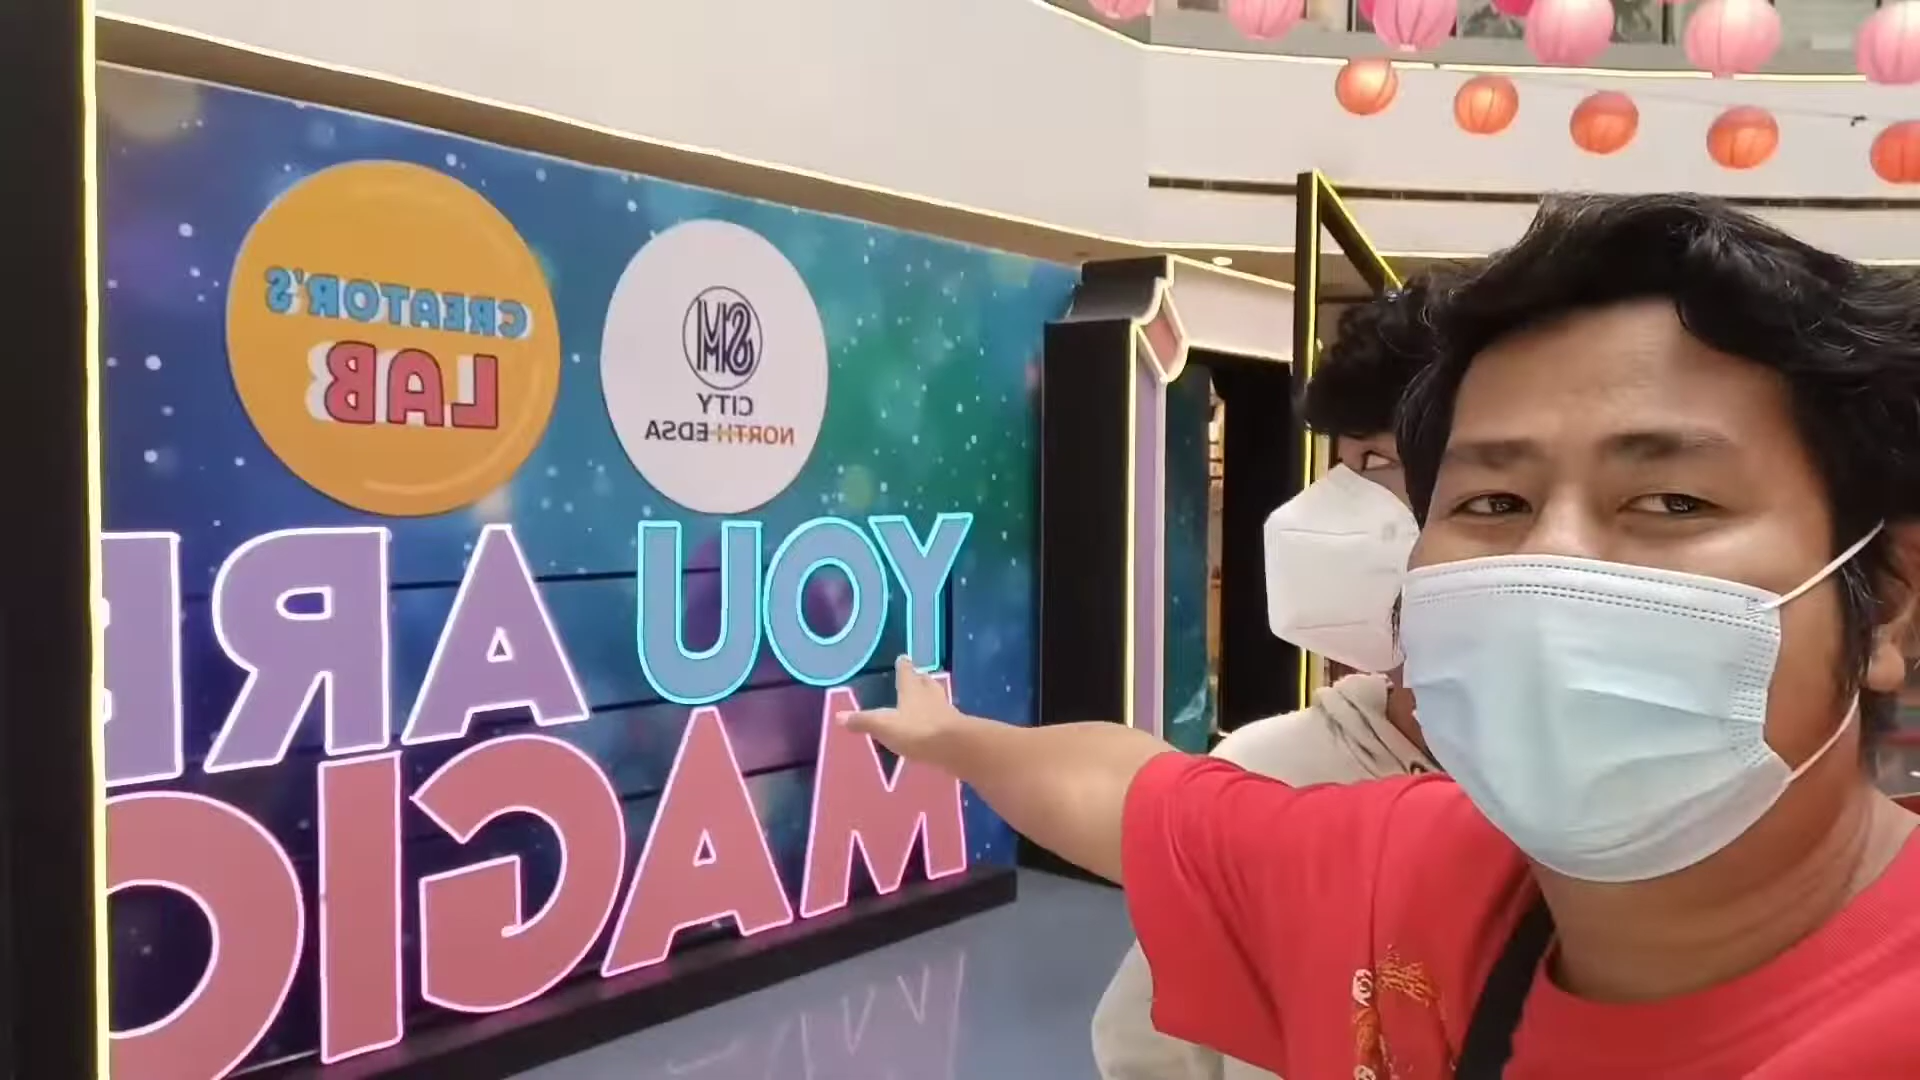 CREATOR'S
LAB
SM
CITY
NORTH EDSA
YOU ARE
MAGIC